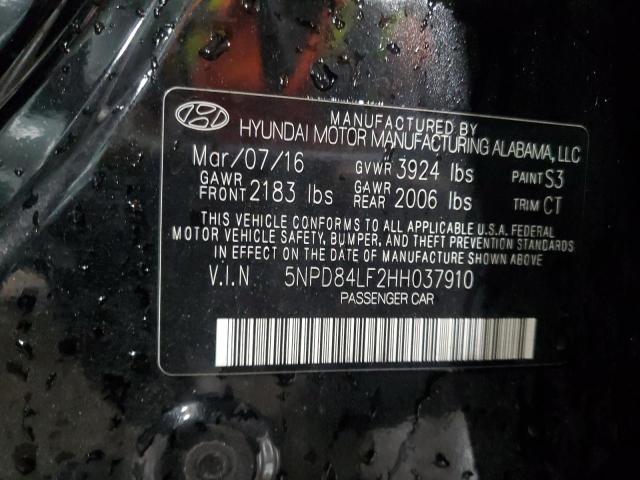 MANUFACTURED BY
HYUNDAI MOTOR MANUFACTURING ALABAMA, LLC
Mar/07/16 GVWR 3924 lbs PAINT S3
GAWR FRONT 2183 lbs GAWR REAR 2006 lbs TRIM CT
THIS VEHICLE CONFORMS TO ALL APPLICABLE U.S.A. FEDERAL
MOTOR VEHICLE SAFETY, BUMPER, AND THEFT PREVENTION STANDARDS
IN EFFECT ON THE DATE OF MANUFACTURE SHOWN ABOVE.
V.I.N 5NPD84LF2HH037910
PASSENGER CAR